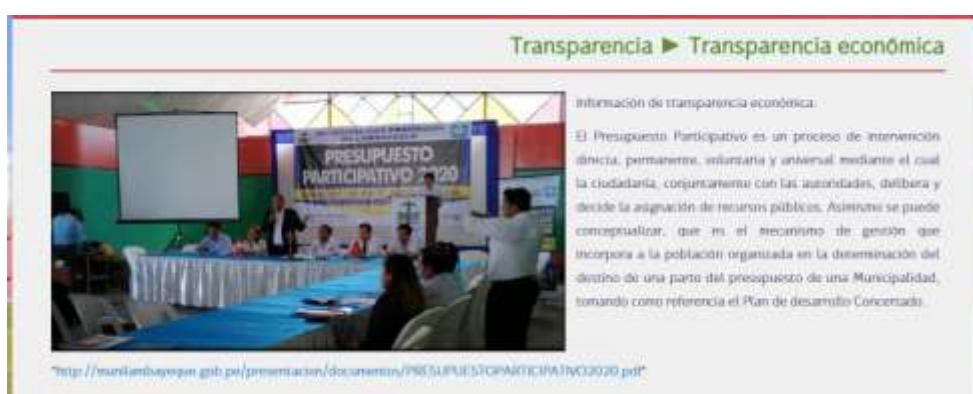 Transparencia ► Transparencia económica
PRESUPUESTO
PARTICIPATIVO 2020
Información de transparencia económica.
El Presupuesto Participativo es un proceso de intervención
directa, permanente, voluntaria y universal mediante el cual
la ciudadanía, conjuntamente con las autoridades, delibera y
decide la asignación de recursos públicos. Asimismo se puede
conceptualizar, que es el mecanismo de gestión que
incorpora a la población organizada en la determinación del
destino de una parte del presupuesto de una Municipalidad,
tomando como referencia el Plan de desarrollo Concertado.
"http://munilambayeque.gob.pe/presentacion/documentos/PRESUPUESTOPARTICIPATIVO2020.pdf"